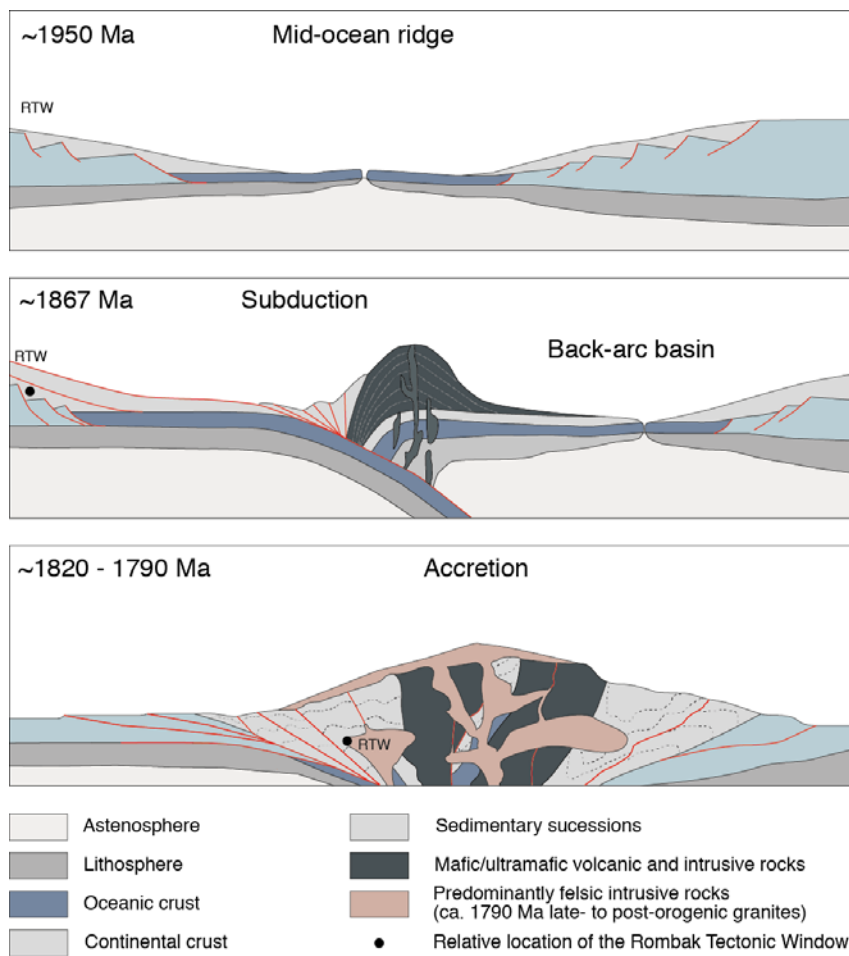 ~1950 Ma Mid-ocean ridge
RTW
~1867 Ma Subduction
RTW
Back-arc basin
~1820 - 1790 Ma Accretion
RTW
Astenosphere
Lithosphere
Oceanic crust
Continental crust
Sedimentary sucessions
Mafic/ultramafic volcanic and intrusive rocks
Predominantly felsic intrusive rocks
(ca. 1790 Ma late- to post-orogenic granites)
Relative location of the Rombak Tectonic Window